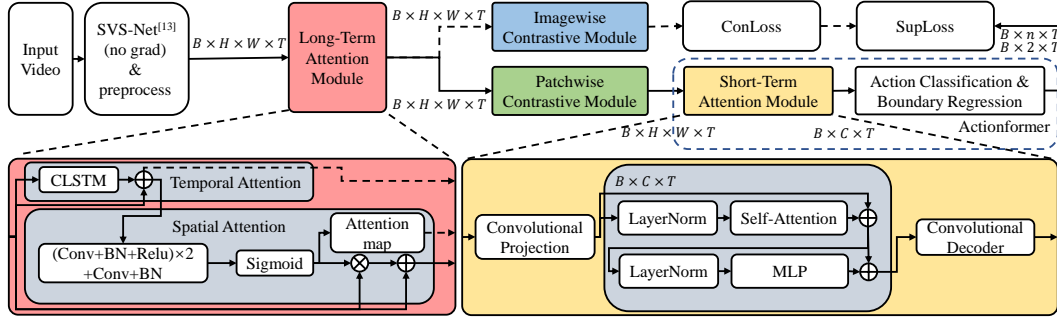 Input
Video
SVS-Net[13]
(no grad)
&
preprocess
B × H × W × T
Long-Term
Attention
Module
B × H × W × T
B × H × W × T
Imagewise
Contrastive Module
ConLoss
SupLoss
B × n × T
B × 2 × T
Patchwise
Contrastive Module
Short-Term
Attention Module
Action Classification &
Boundary Regression
Actionformer
B × H × W × T
B × C × T
CLSTM
Temporal Attention
Spatial Attention
(Conv+BN+Relu)×2
+Conv+BN
Sigmoid
Attention
map
Convolutional
Projection
B × C × T
LayerNorm
Self-Attention
LayerNorm
MLP
Convolutional
Decoder